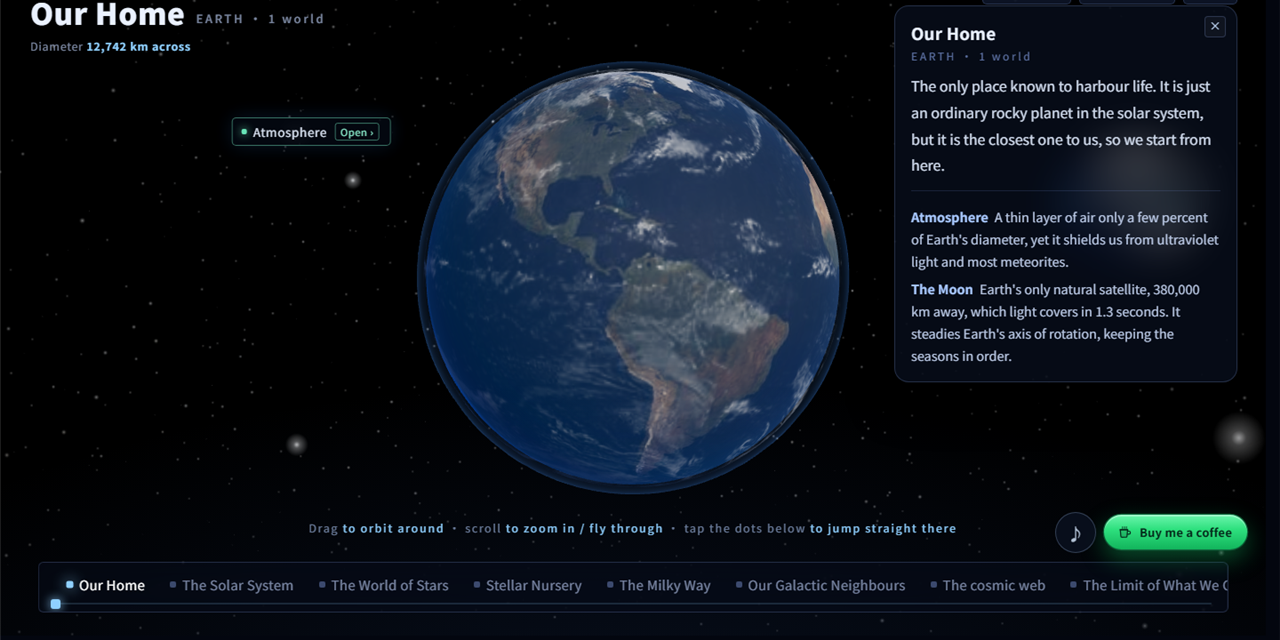 Our Home EARTH • 1 world
Diameter 12,742 km across
Atmosphere Open ›
Our Home
EARTH • 1 world
The only place known to harbour life. It is just
an ordinary rocky planet in the solar system,
but it is the closest one to us, so we start from
here.
Atmosphere A thin layer of air only a few percent
of Earth's diameter, yet it shields us from ultraviolet
light and most meteorites.
The Moon Earth's only natural satellite, 380,000
km away, which light covers in 1.3 seconds. It
steadies Earth's axis of rotation, keeping the
seasons in order.
Drag to orbit around • scroll to zoom in / fly through • tap the dots below to jump straight there
Buy me a coffee
Our Home The Solar System The World of Stars Stellar Nursery The Milky Way Our Galactic Neighbours The cosmic web The Limit of What We